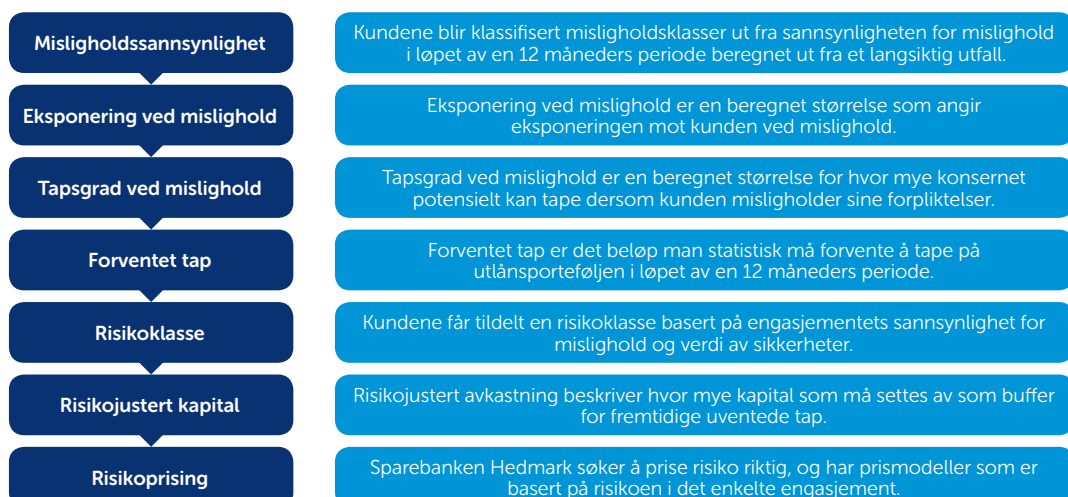 Misligholdssannsynlighet
Kundene blir klassifisert misligholdsklasser ut fra sannsynligheten for mislighold
i løpet av en 12 måneders periode beregnet ut fra et langsiktig utfall.
Eksponering ved mislighold
Eksponering ved mislighold er en beregnet størrelse som angir
eksponeringen mot kunden ved mislighold.
Tapsgrad ved mislighold
Tapsgrad ved mislighold er en beregnet størrelse for hvor mye konsernet
potensielt kan tape dersom kunden misligholder sine forpliktelser.
Forventet tap
Forventet tap er det beløp man statistisk må forvente å tape på
utlånsporteføljen i løpet av en 12 måneders periode.
Risikoklasse
Kundene får tildelt en risikoklasse basert på engasjementets sannsynlighet for
mislighold og verdi av sikkerheter.
Risikojustert kapital
Risikojustert avkastning beskriver hvor mye kapital som må settes av som buffer
for fremtidige uventede tap.
Risikoprising
Sparebanken Hedmark søker å prise risiko riktig, og har prismodeller som er
basert på risikoen i det enkelte engasjement.